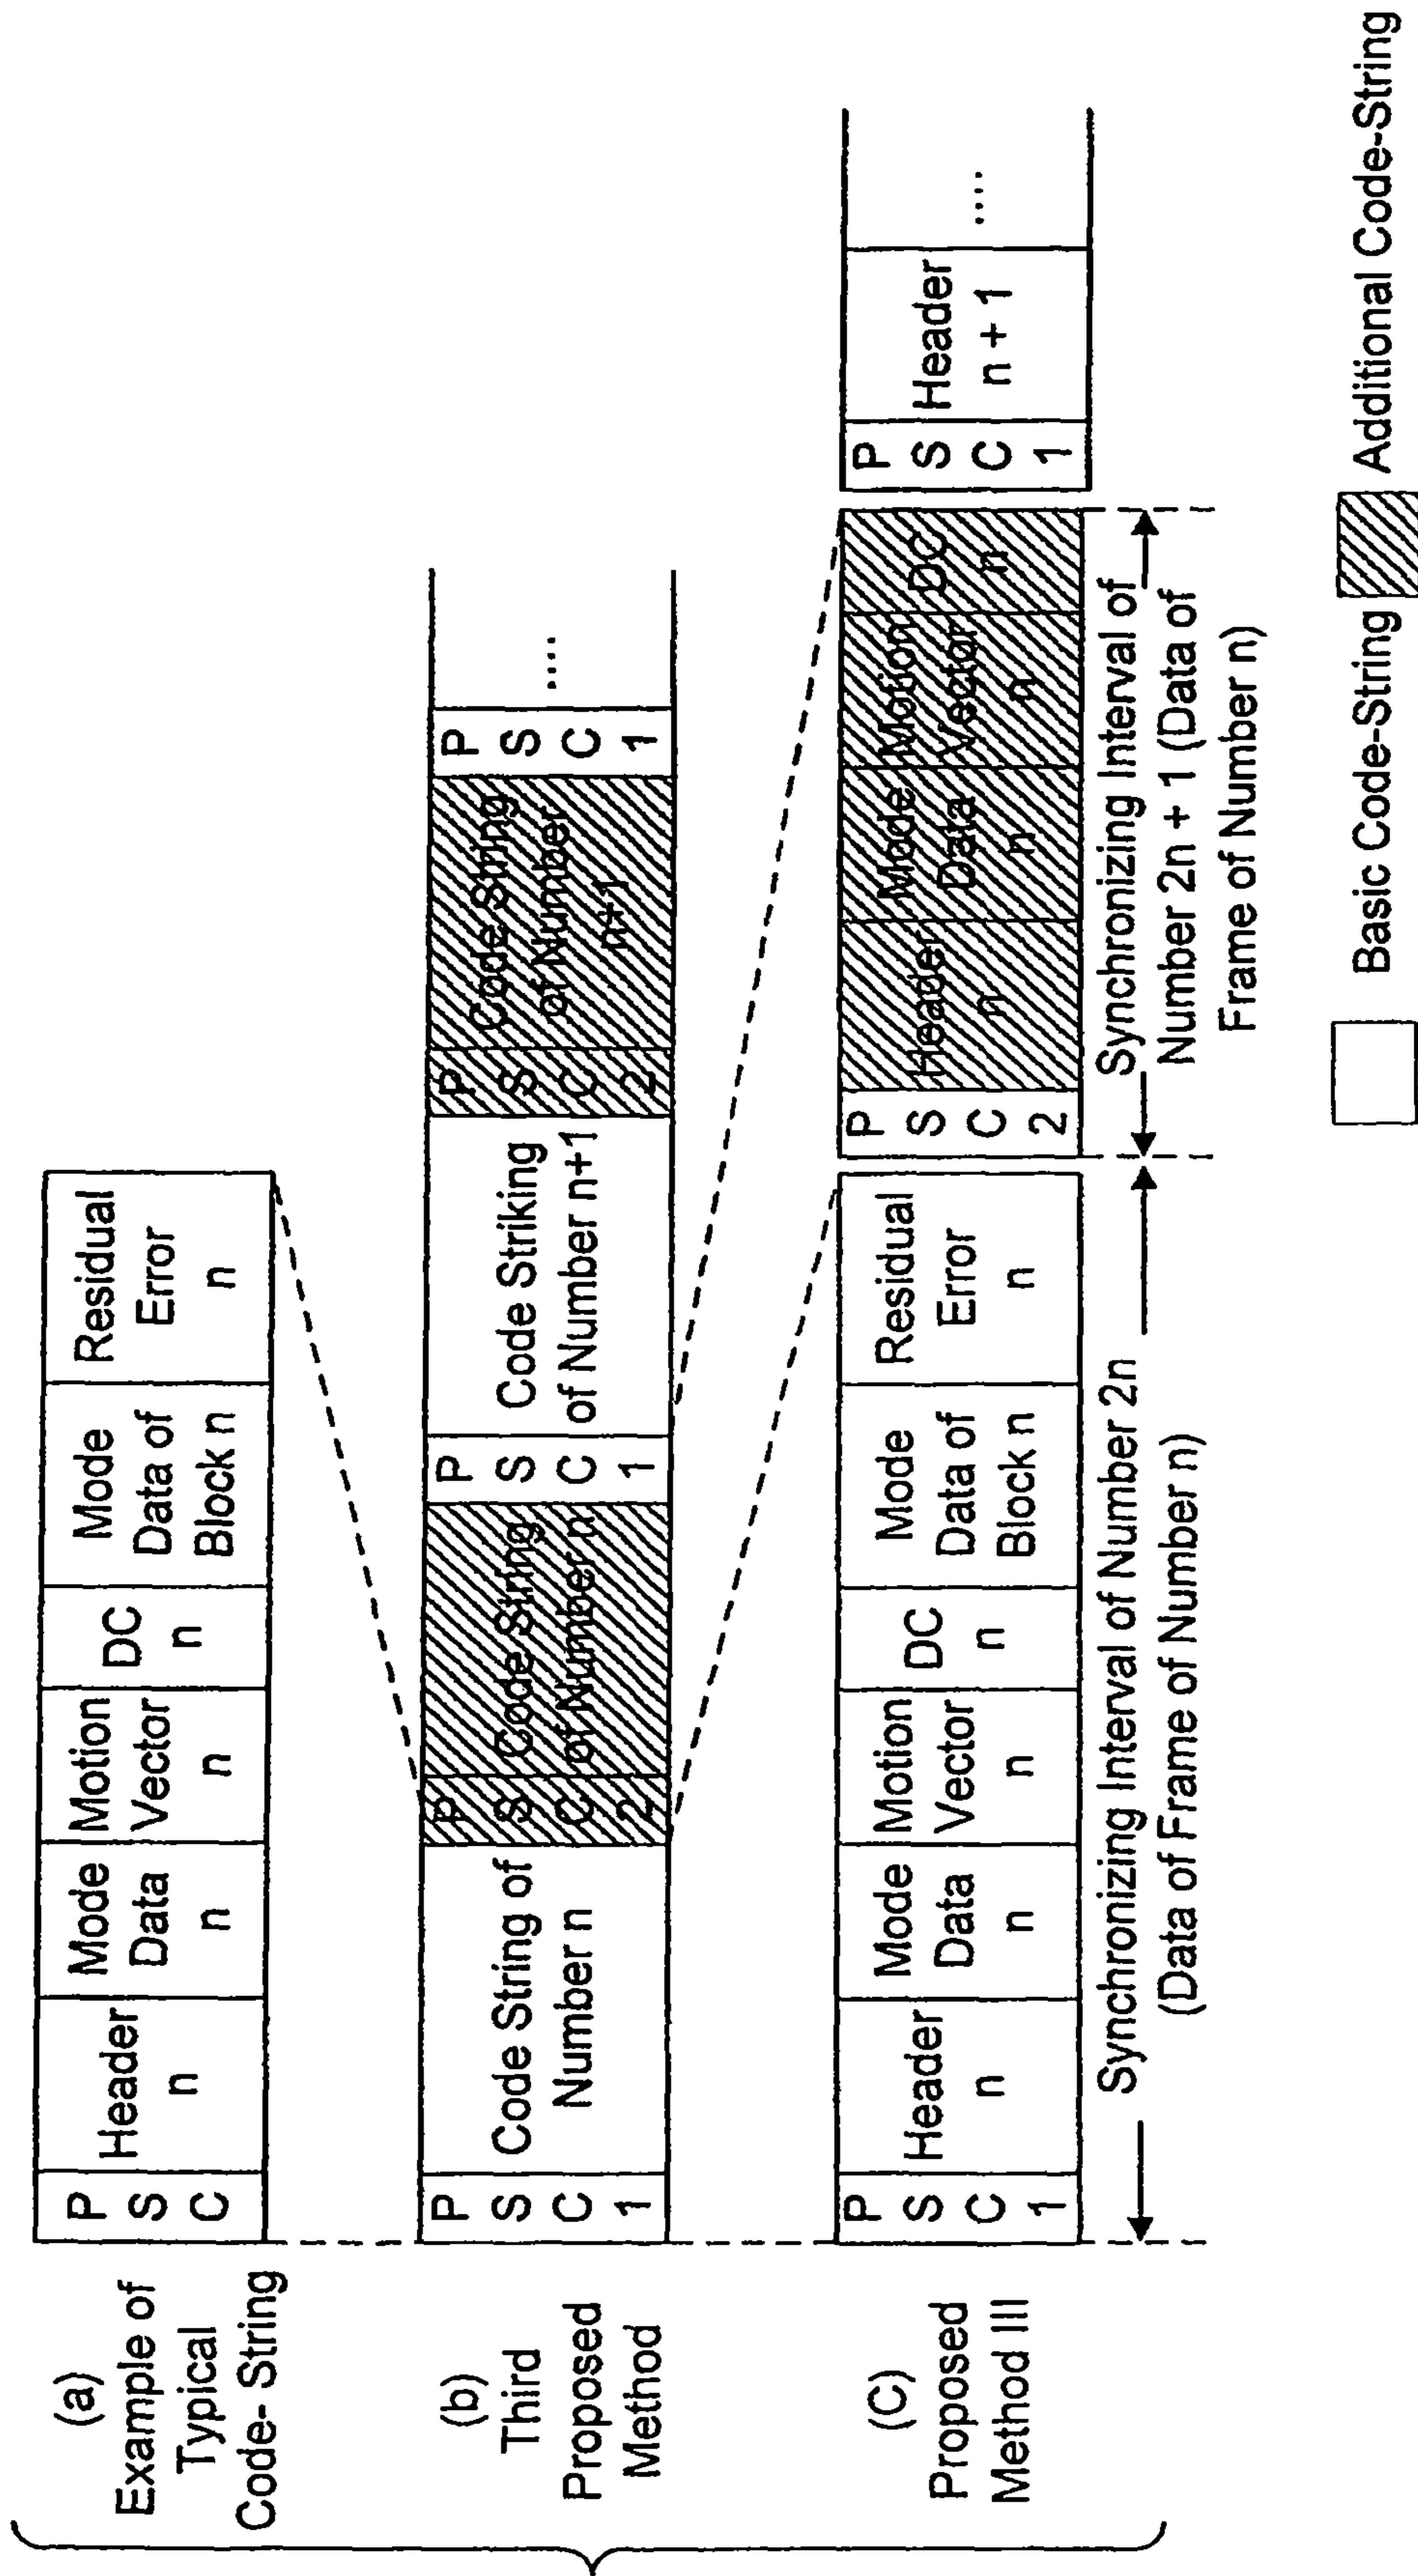 (a)
Example of
Typical
Code- String
P
S
C
Header
n
Mode
Data
n
Motion
Vector
n
DC
n
Mode
Data of
Block n
Residual
Error
n
(b)
Third
Proposed
Method
P
S
C
1
Code String of
Number n
P
S
C
2
Code String
of Number n
P
S
C
1
Code Striking
of Number n+1
P
S
C
2
Code String
of Number
n+1
P
S
C
1
....
(C)
Proposed
Method III
P
S
C
1
Header
n
Mode
Data
n
Motion
Vector
n
DC
n
Mode
Data of
Block n
Residual
Error
n
P
S
C
2
Header
n
Mode
Data
n
Motion
Vector
n
DC
n
P
S
C
1
Header
n + 1
....
Synchronizing Interval of Number 2n
(Data of Frame of Number n)
Synchronizing Interval of
Number 2n + 1 (Data of
Frame of Number n)
Basic Code-String
Additional Code-String